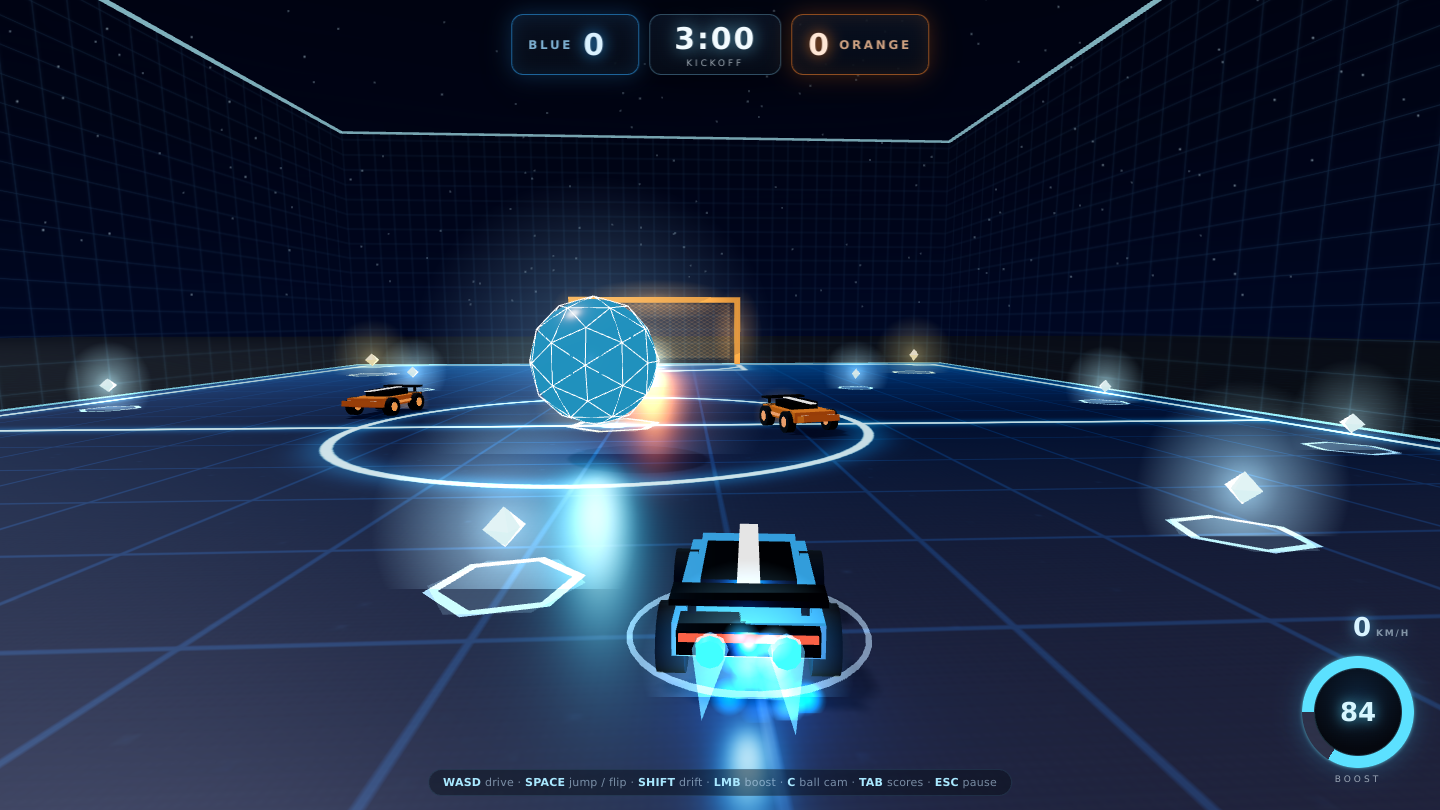 BLUE 0
3:00
KICKOFF
0 ORANGE
0 KM/H
84
BOOST
WASD drive · SPACE jump / flip · SHIFT drift · LMB boost · C ball cam · TAB scores · ESC pause